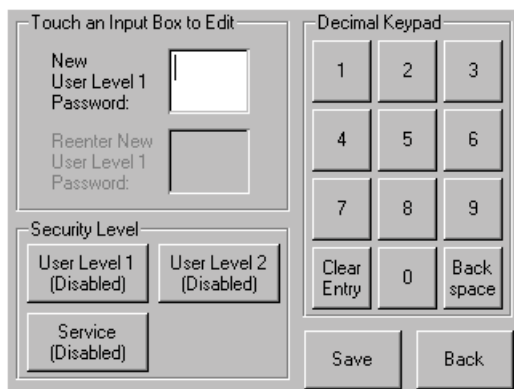 Touch an Input Box to Edit
New
User Level 1
Password:
Reenter New
User Level 1
Password:
Security Level
User Level 1
(Disabled)
User Level 2
(Disabled)
Service
(Disabled)
Decimal Keypad
1 2 3
4 5 6
7 8 9
Clear
Entry
0
Back
space
Save
Back